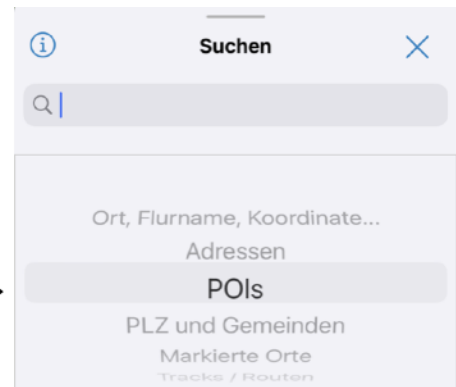 Suchen
Ort, Flurname, Koordinate...
Adressen
POIs
PLZ und Gemeinden
Markierte Orte
Tracks / Routen